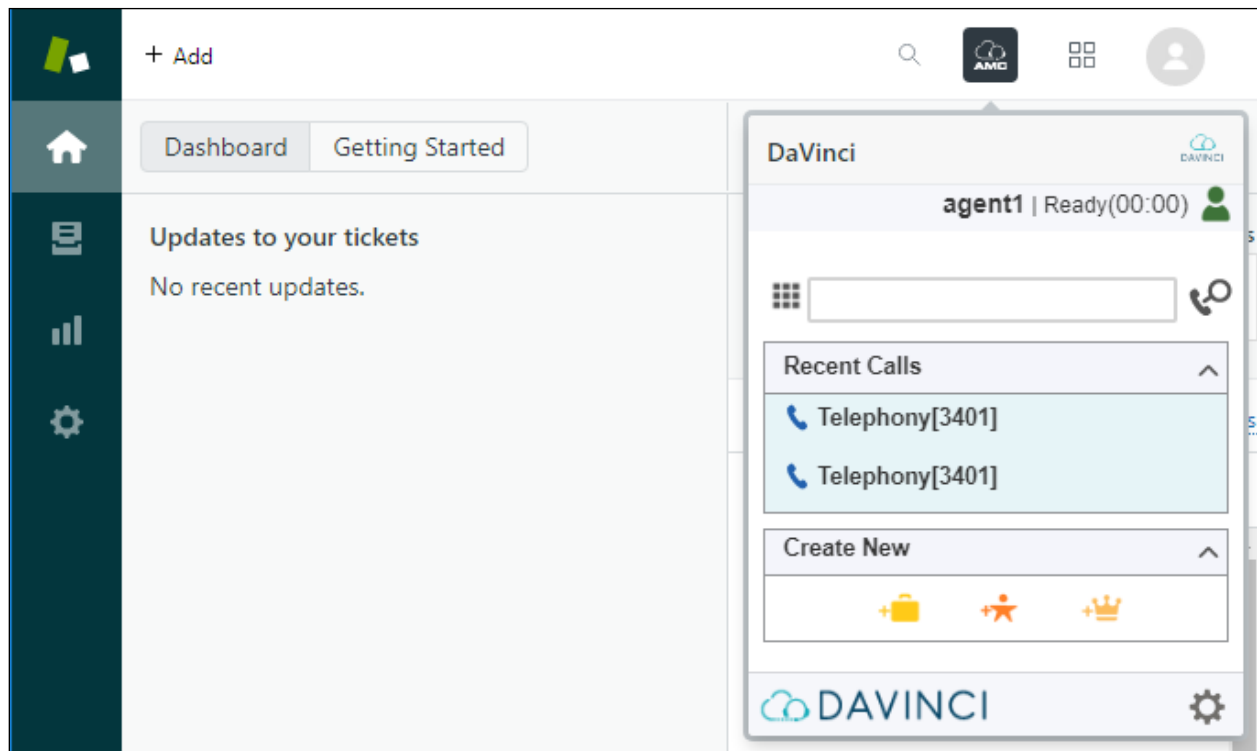 + Add
AMC
Dashboard
Getting Started
Updates to your tickets
No recent updates.
DaVinci
DAVINCI
agent1 | Ready(00:00)
Recent Calls
Telephony[3401]
Telephony[3401]
Create New
DAVINCI
s
s